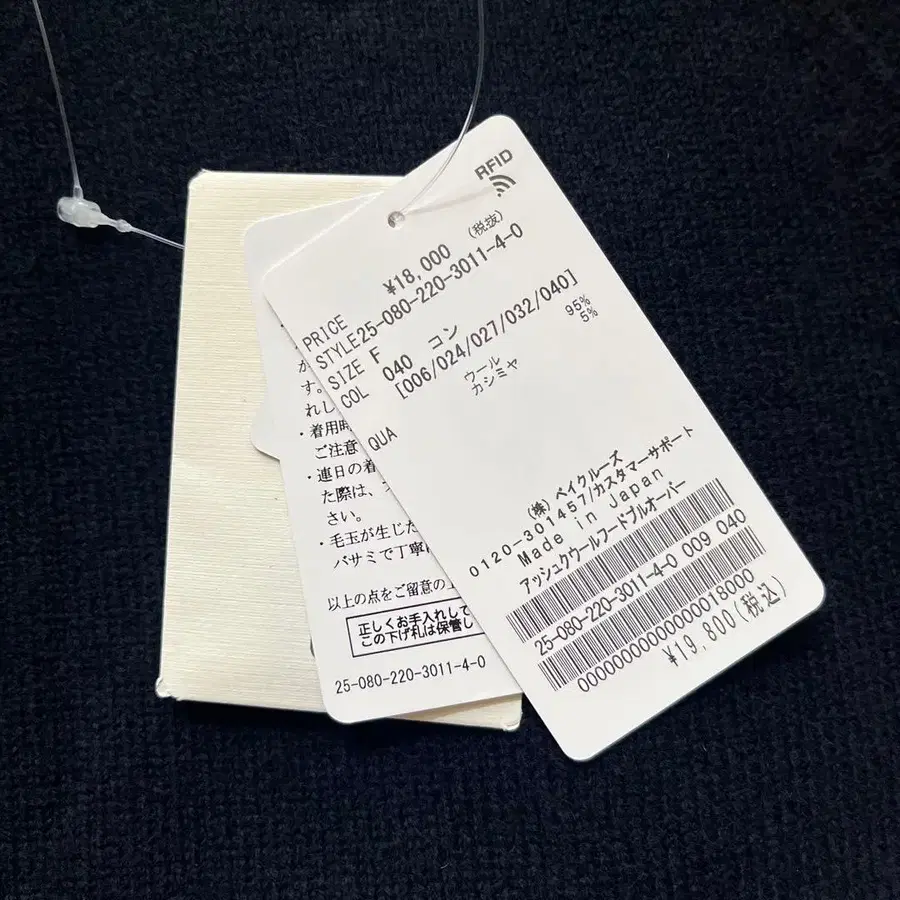 RFID
PRICE ¥18,000 (税抜)
STYLE25-080-220-3011-4-0
SIZE F
COL 040 コン
[006/024/027/032/040]
QUA ウール 95%
カシミヤ 5%
(株) ベイクルーズ
0120-301457/カスタマーサポート
Made in Japan
アッシュクウールフードプルオーバー
25-080-220-3011-4-0 009 040
0000000000000018000
¥19,800(税込)
す。
れし
・着用時
ご注意
・連日の着
た際は、
さい。
・毛玉が生じた
バサミで丁寧に
以上の点をご留意の上
正しくお手入れして
この下げ札は保管し
25-080-220-3011-4-0